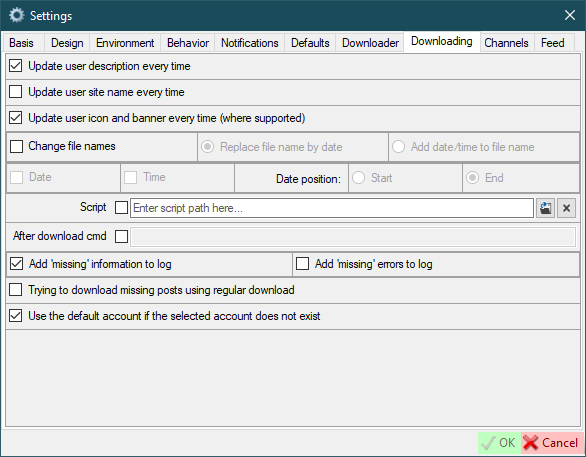 Settings
Basis Design Environment Behavior Notifications Defaults Downloader Downloading Channels Feed
Update user description every time
Update user site name every time
Update user icon and banner every time (where supported)
Change file names Replace file name by date Add date/time to file name
Date Time Date position: Start End
Script Enter script path here...
After download cmd
Add 'missing' information to log Add 'missing' errors to log
Trying to download missing posts using regular download
Use the default account if the selected account does not exist
OK Cancel